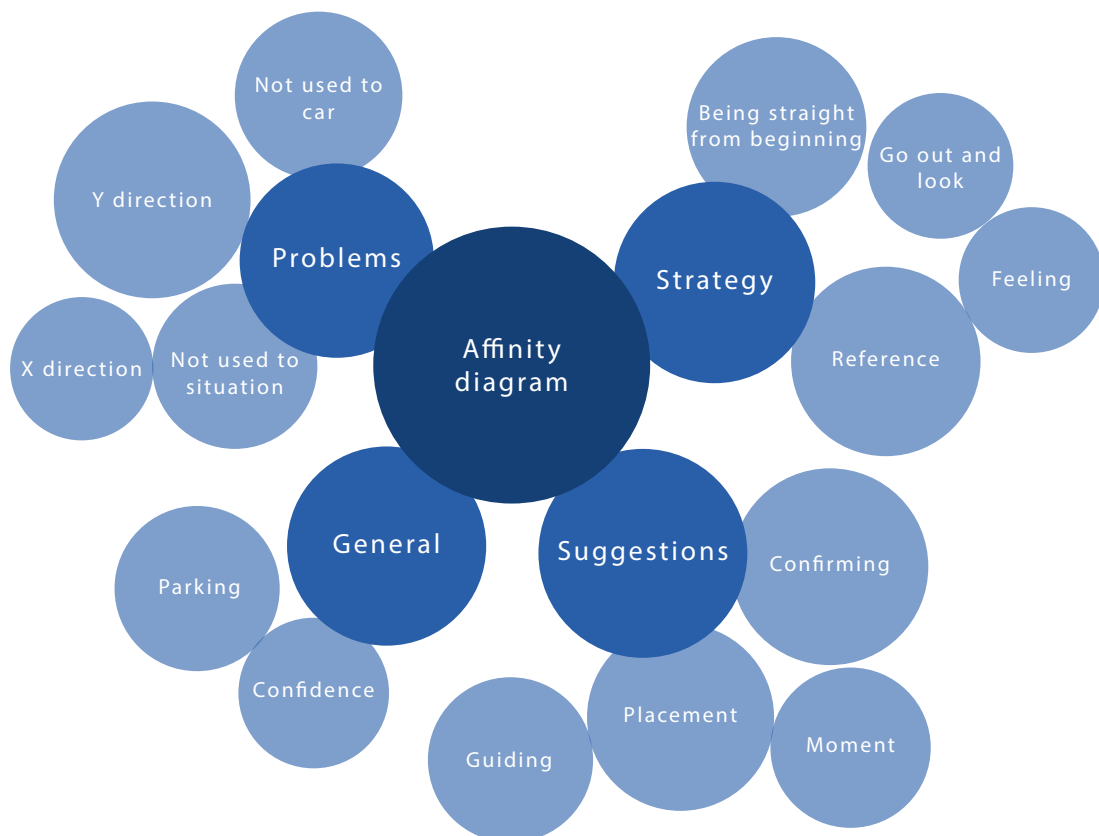 Not used to
car
Y direction
Problems
X direction
Not used to
situation
Being straight
from beginning
Go out and
look
Strategy
Feeling
Reference
Affinity
diagram
General
Parking
Confidence
Suggestions
Confirming
Placement
Guiding
Moment